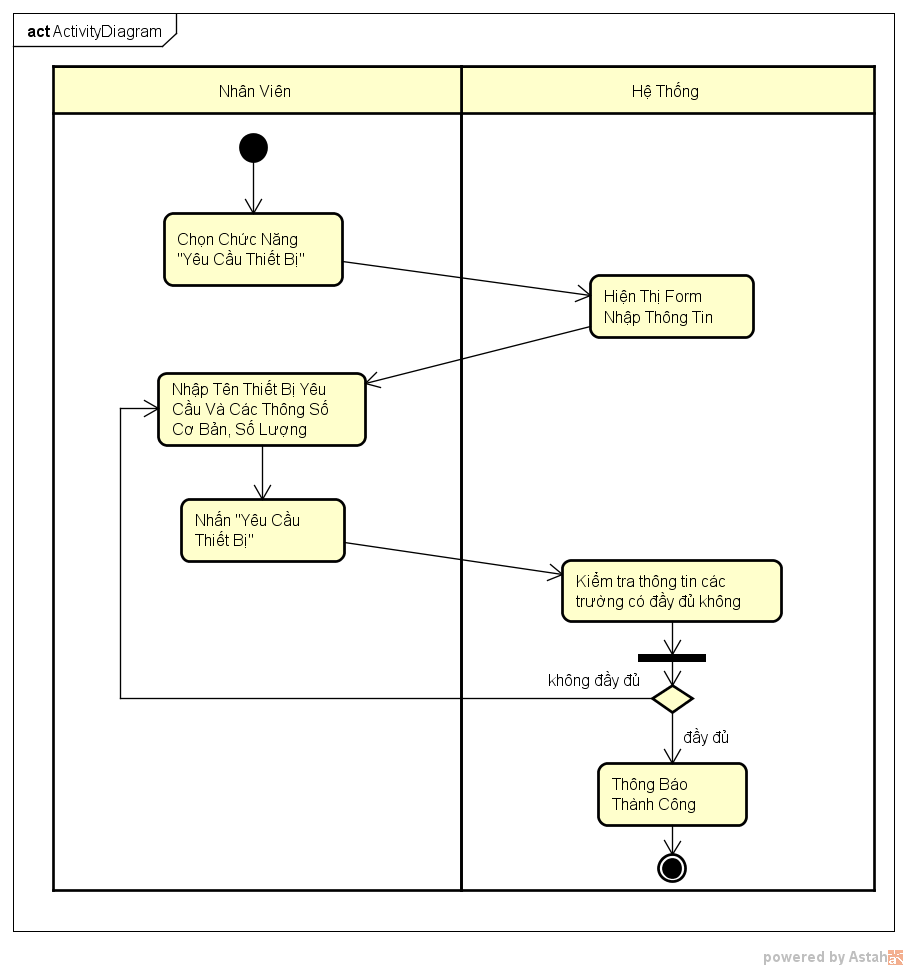 act ActivityDiagram
Nhân Viên
Hệ Thống
Chọn Chức Năng
"Yêu Cầu Thiết Bị"
Hiện Thị Form
Nhập Thông Tin
Nhập Tên Thiết Bị Yêu
Cầu Và Các Thông Số
Cơ Bản, Số Lượng
Nhấn "Yêu Cầu
Thiết Bị"
Kiểm tra thông tin các
trường có đầy đủ không
không đầy đủ
đầy đủ
Thông Báo
Thành Công
powered by Astah